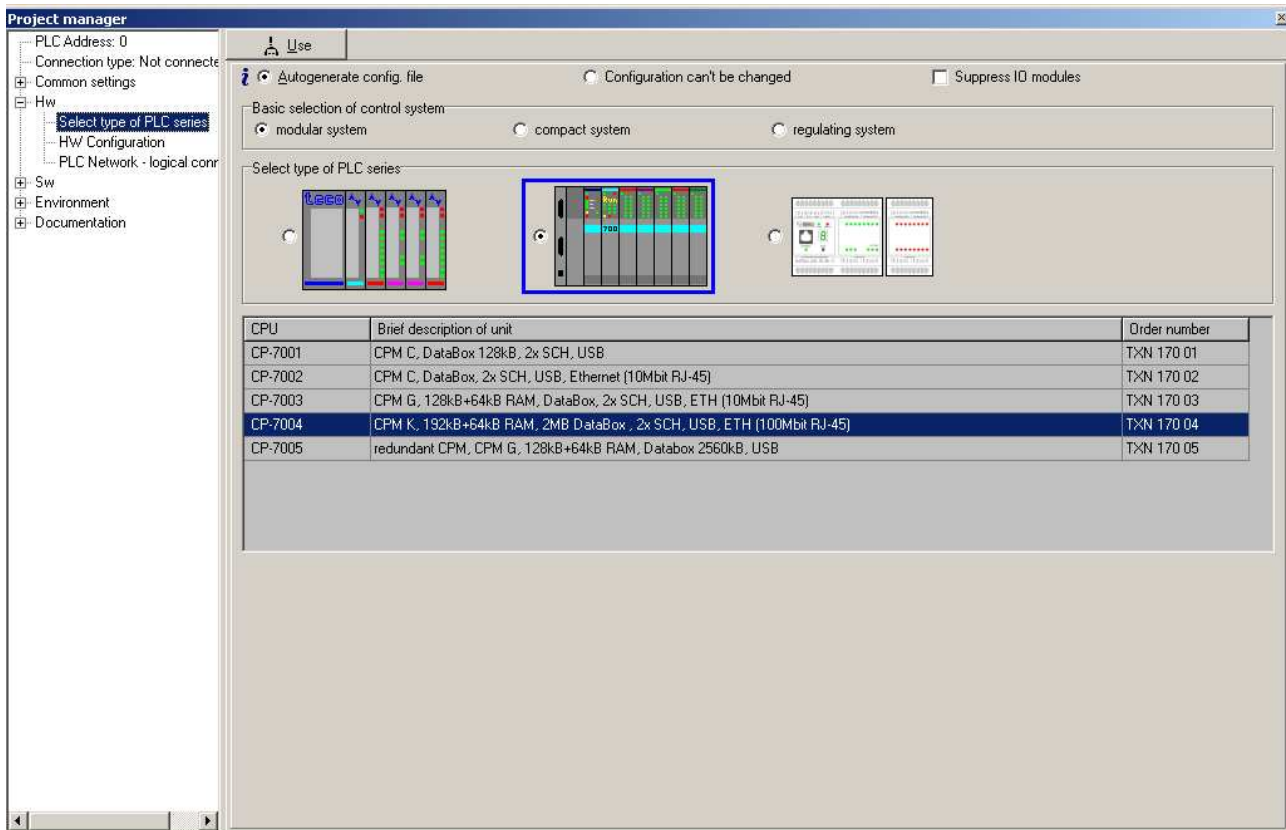 Project manager
PLC Address: 0
Connection type: Not connecte
Common settings
Hw
Select type of PLC series
HW Configuration
PLC Network - logical conr
Sw
Environment
Documentation
Use
i Autogenerate config. file
Configuration can't be changed
Suppress IO modules
Basic selection of control system
modular system
compact system
regulating system
Select type of PLC series
teco
Run
700
CPU Brief description of unit Order number
CP-7001 CPM C, DataBox 128kB, 2x SCH, USB TXN 170 01
CP-7002 CPM C, DataBox, 2x SCH, USB, Ethernet (10Mbit RJ-45) TXN 170 02
CP-7003 CPM G, 128kB+64kB RAM, DataBox, 2x SCH, USB, ETH (10Mbit RJ-45) TXN 170 03
CP-7004 CPM K, 192kB+64kB RAM, 2MB DataBox , 2x SCH, USB, ETH (100Mbit RJ-45) TXN 170 04
CP-7005 redundant CPM, CPM G, 128kB+64kB RAM, Databox 2560kB, USB TXN 170 05